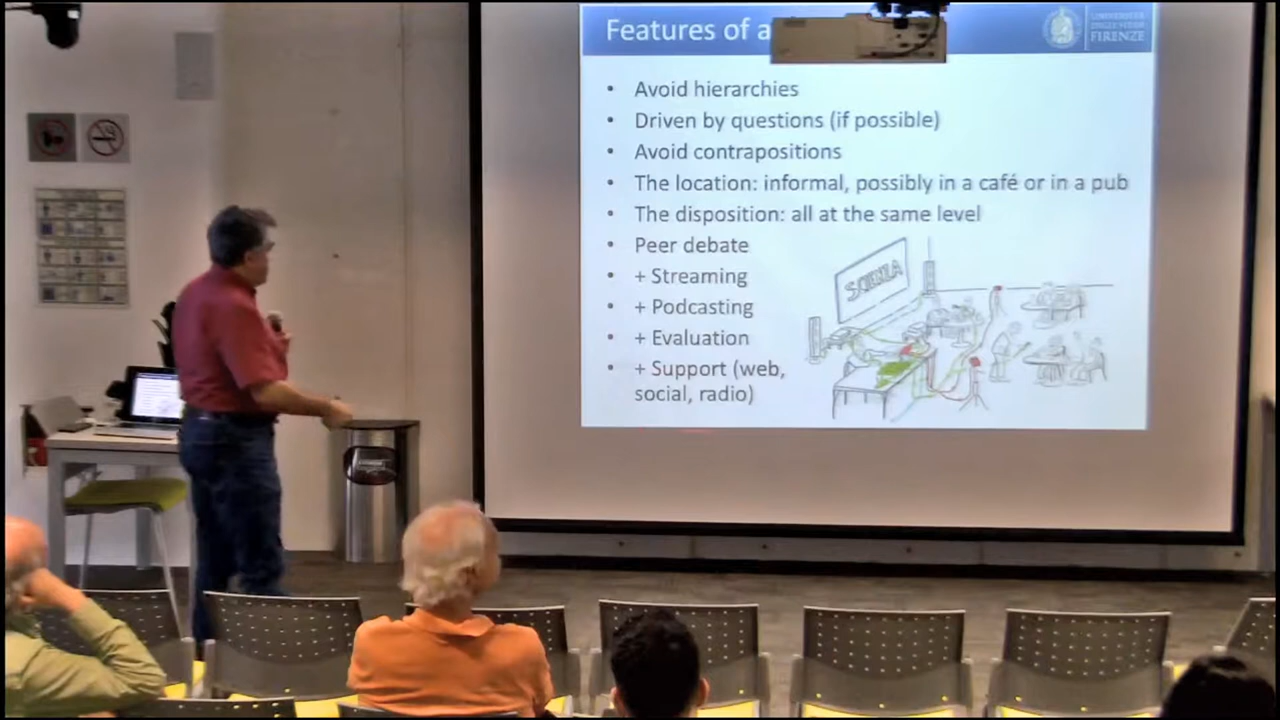 Features of a
UNIVERSITÀ
DEGLI STUDI
FIRENZE
• Avoid hierarchies
• Driven by questions (if possible)
• Avoid contrapositions
• The location: informal, possibly in a café or in a pub
• The disposition: all at the same level
• Peer debate
• + Streaming
• + Podcasting
• + Evaluation
• + Support (web,
social, radio)